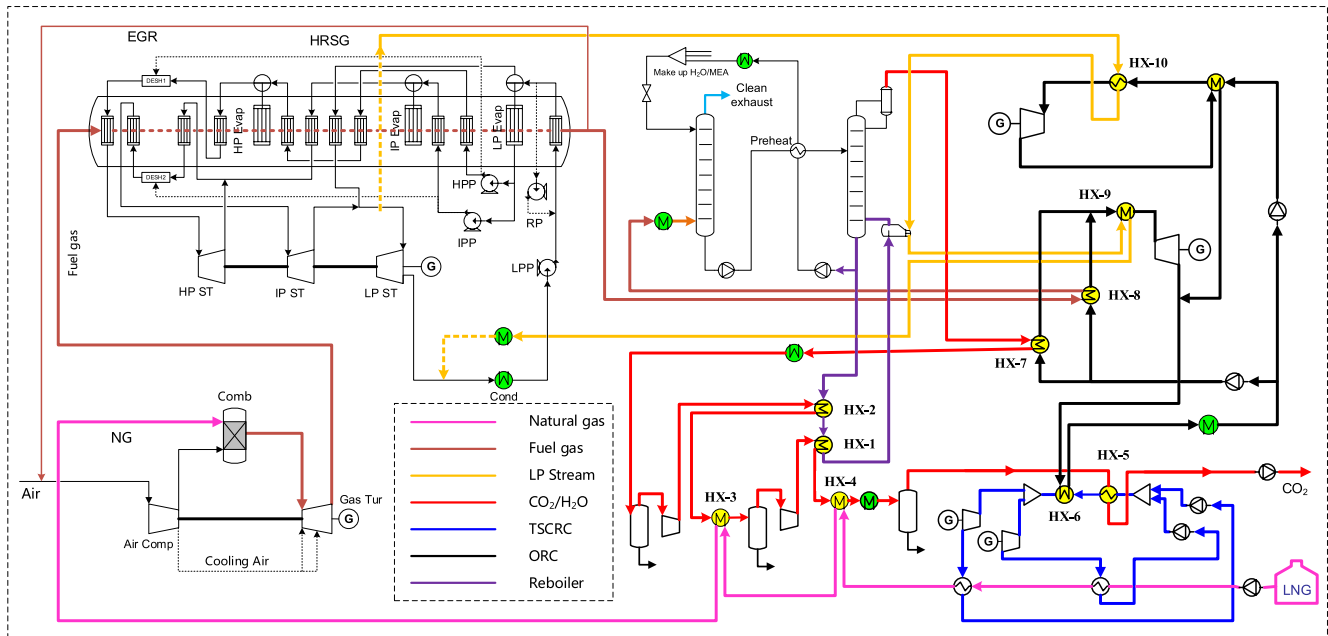 EGR
HRSG
DESH1
DESH2
HP Evap
IP Evap
LP Evap
HPP
IPP
RP
LPP
Fuel gas
HP ST
IP ST
LP ST
G
Cond
Make up H₂O/MEA
Clean
exhaust
Preheat
HX-10
G
HX-9
G
HX-8
HX-7
HX-2
HX-1
HX-3
HX-4
HX-5
HX-6
CO₂
G
G
LNG
Comb
NG
Air
Gas Tur
G
Air Comp
Cooling Air
Natural gas
Fuel gas
LP Stream
CO₂/H₂O
TSCRC
ORC
Reboiler